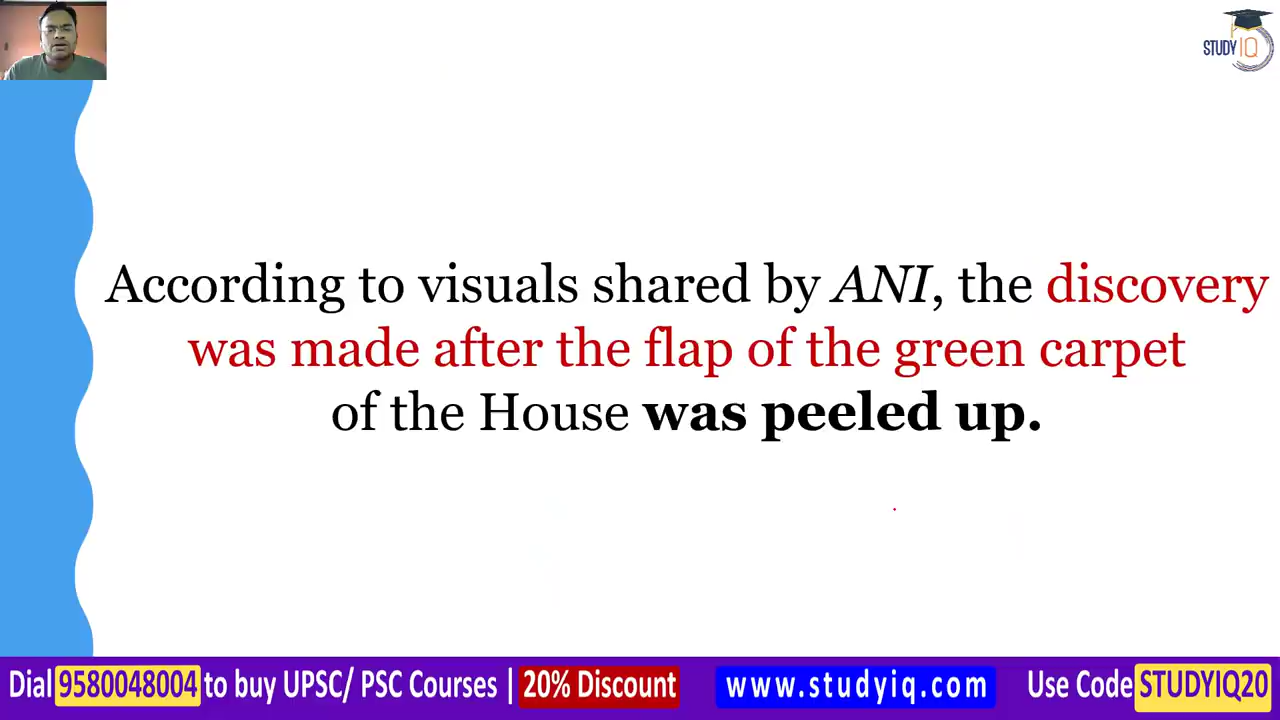 STUDY IQ
According to visuals shared by ANI, the discovery
was made after the flap of the green carpet
of the House was peeled up.
Dial 9580048004 to buy UPSC/ PSC Courses | 20% Discount www.studyiq.com Use Code STUDYIQ20